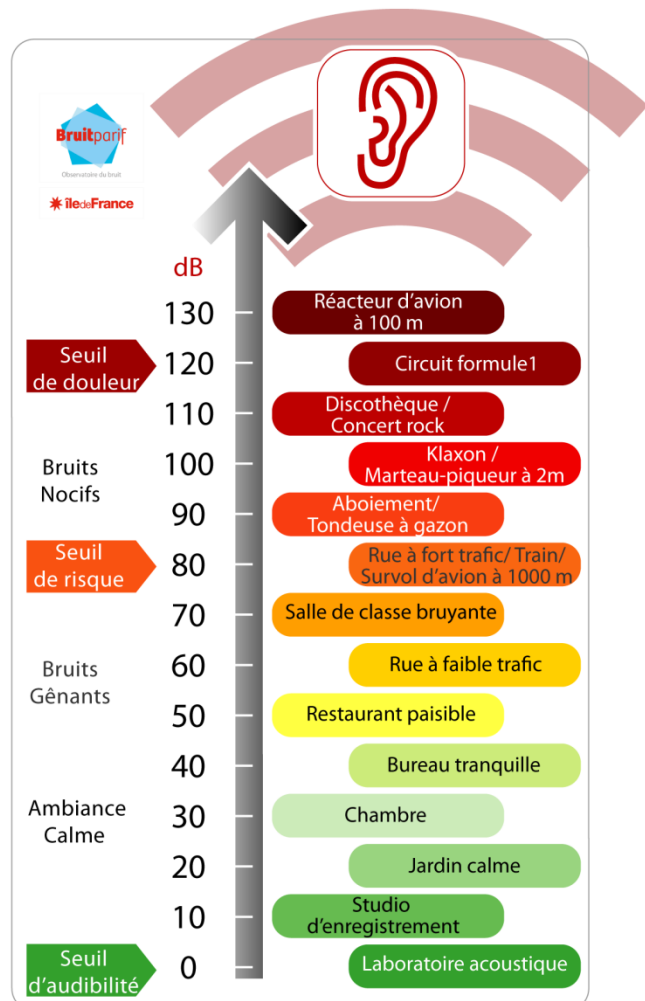 Bruitparif
Observatoire du bruit
îledeFrance
dB
130
Réacteur d'avion
à 100 m
Seuil
de douleur
120
Circuit formule1
110
Discothèque /
Concert rock
Bruits
Nocifs
100
Klaxon /
Marteau-piqueur à 2m
90
Aboiement/
Tondeuse à gazon
Seuil
de risque
80
Rue à fort trafic/ Train/
Survol d'avion à 1000 m
70
Salle de classe bruyante
Bruits
Gênants
60
Rue à faible trafic
50
Restaurant paisible
40
Bureau tranquille
Ambiance
Calme
30
Chambre
20
Jardin calme
10
Studio
d'enregistrement
Seuil
d'audibilité
0
Laboratoire acoustique